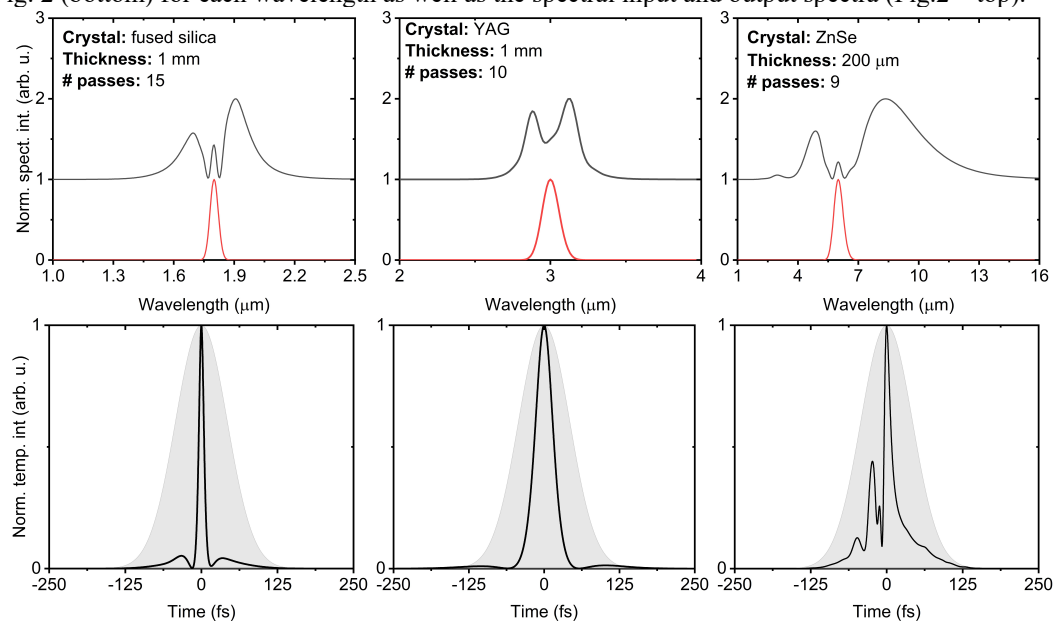 ig. 2 (bottom) for each wavelength as well as the spectral input and output spectra (Fig.2 – top).
Crystal: fused silica
Thickness: 1 mm
# passes: 15
Crystal: YAG
Thickness: 1 mm
# passes: 10
Crystal: ZnSe
Thickness: 200 μm
# passes: 9
Norm. spect. int. (arb. u.)
3
2
1
0
1.0 1.3 1.6 1.9 2.2 2.5
Wavelength (μm)
3
2
1
0
2 3 4
Wavelength (μm)
3
2
1
0
1 4 7 10 13 16
Wavelength (μm)
Norm. temp. int (arb. u.)
1
0
-250 -125 0 125 250
Time (fs)
1
0
-250 -125 0 125 250
Time (fs)
1
0
-250 -125 0 125 250
Time (fs)